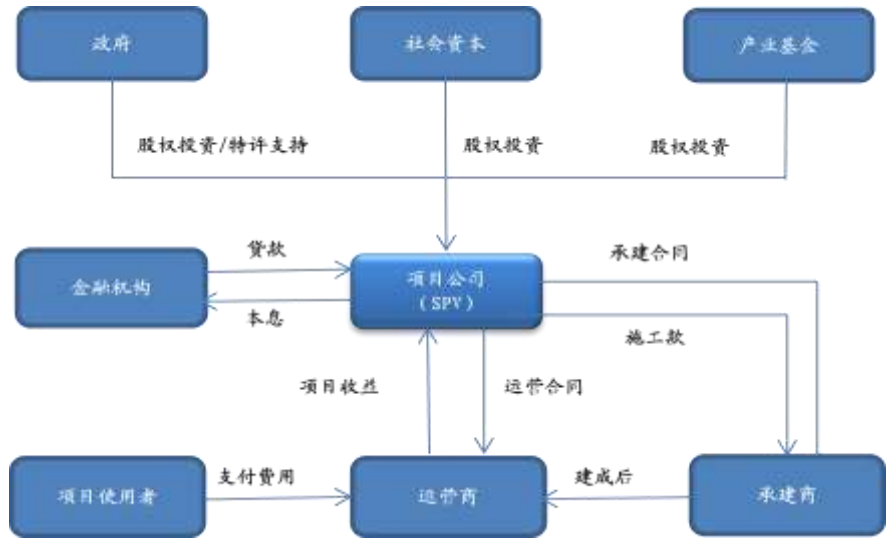 政府
社会资本
产业基金
股权投资/特许支持
股权投资
股权投资
贷款
承建合同
金融机构
项目公司
（SPV）
本息
施工款
项目收益
运营合同
支付费用
建成后
项目使用者
运营商
承建商